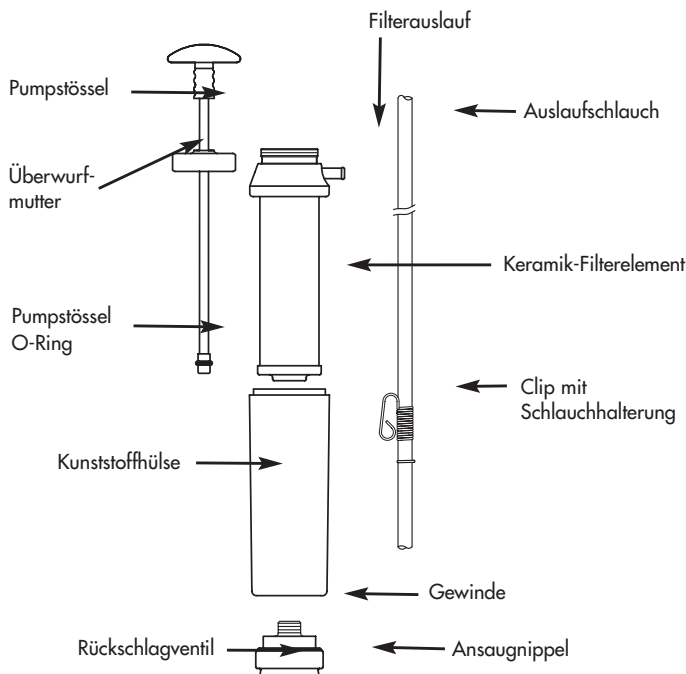 Filterauslauf
Pumpstössel
Auslaufschlauch
Überwurf-
mutter
Keramik-Filterelement
Pumpstössel
O-Ring
Clip mit
Schlauchhalterung
Kunststoffhülse
Gewinde
Rückschlagventil
Ansaugnippel